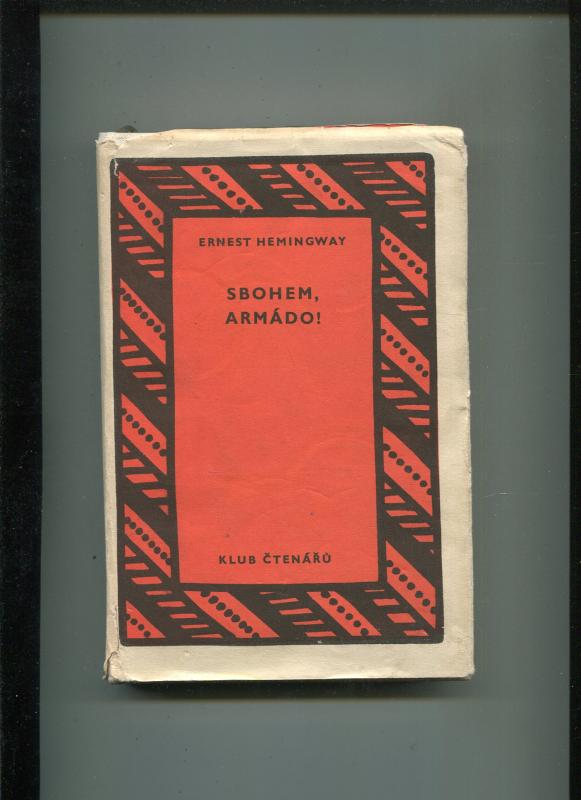 ERNEST HEMINGWAY
SBOHEM,
ARMÁDO!
KLUB ČTENÁŘŮ